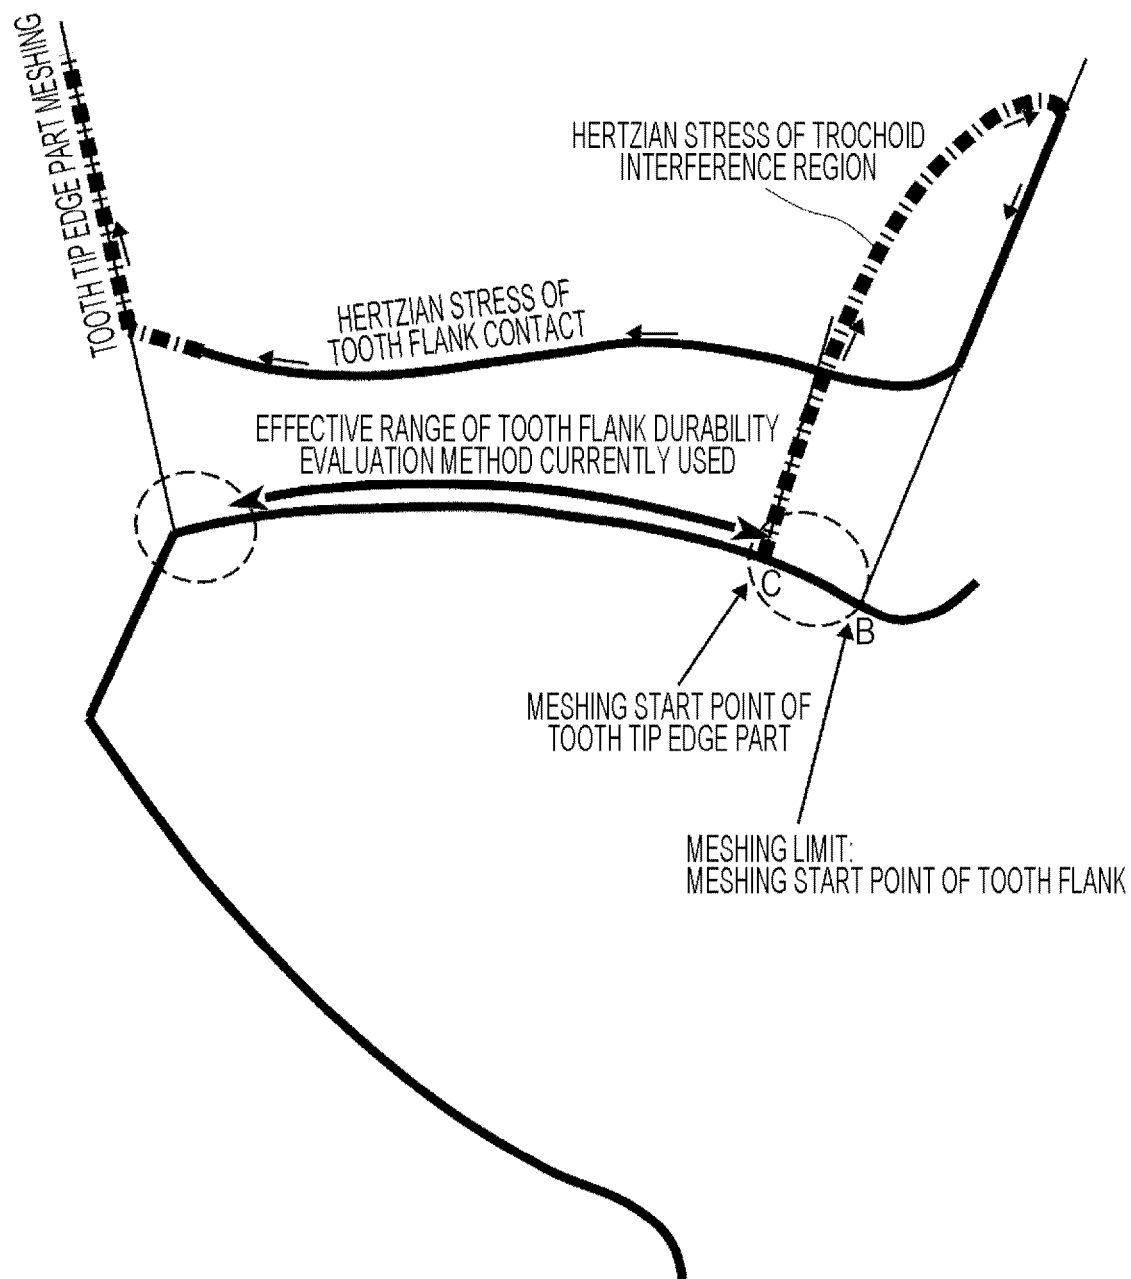 TOOTH TIP EDGE PART MESHING
HERTZIAN STRESS OF TROCHOID
INTERFERENCE REGION
HERTZIAN STRESS OF
TOOTH FLANK CONTACT
EFFECTIVE RANGE OF TOOTH FLANK DURABILITY
EVALUATION METHOD CURRENTLY USED
C
B
MESHING START POINT OF
TOOTH TIP EDGE PART
MESHING LIMIT:
MESHING START POINT OF TOOTH FLANK